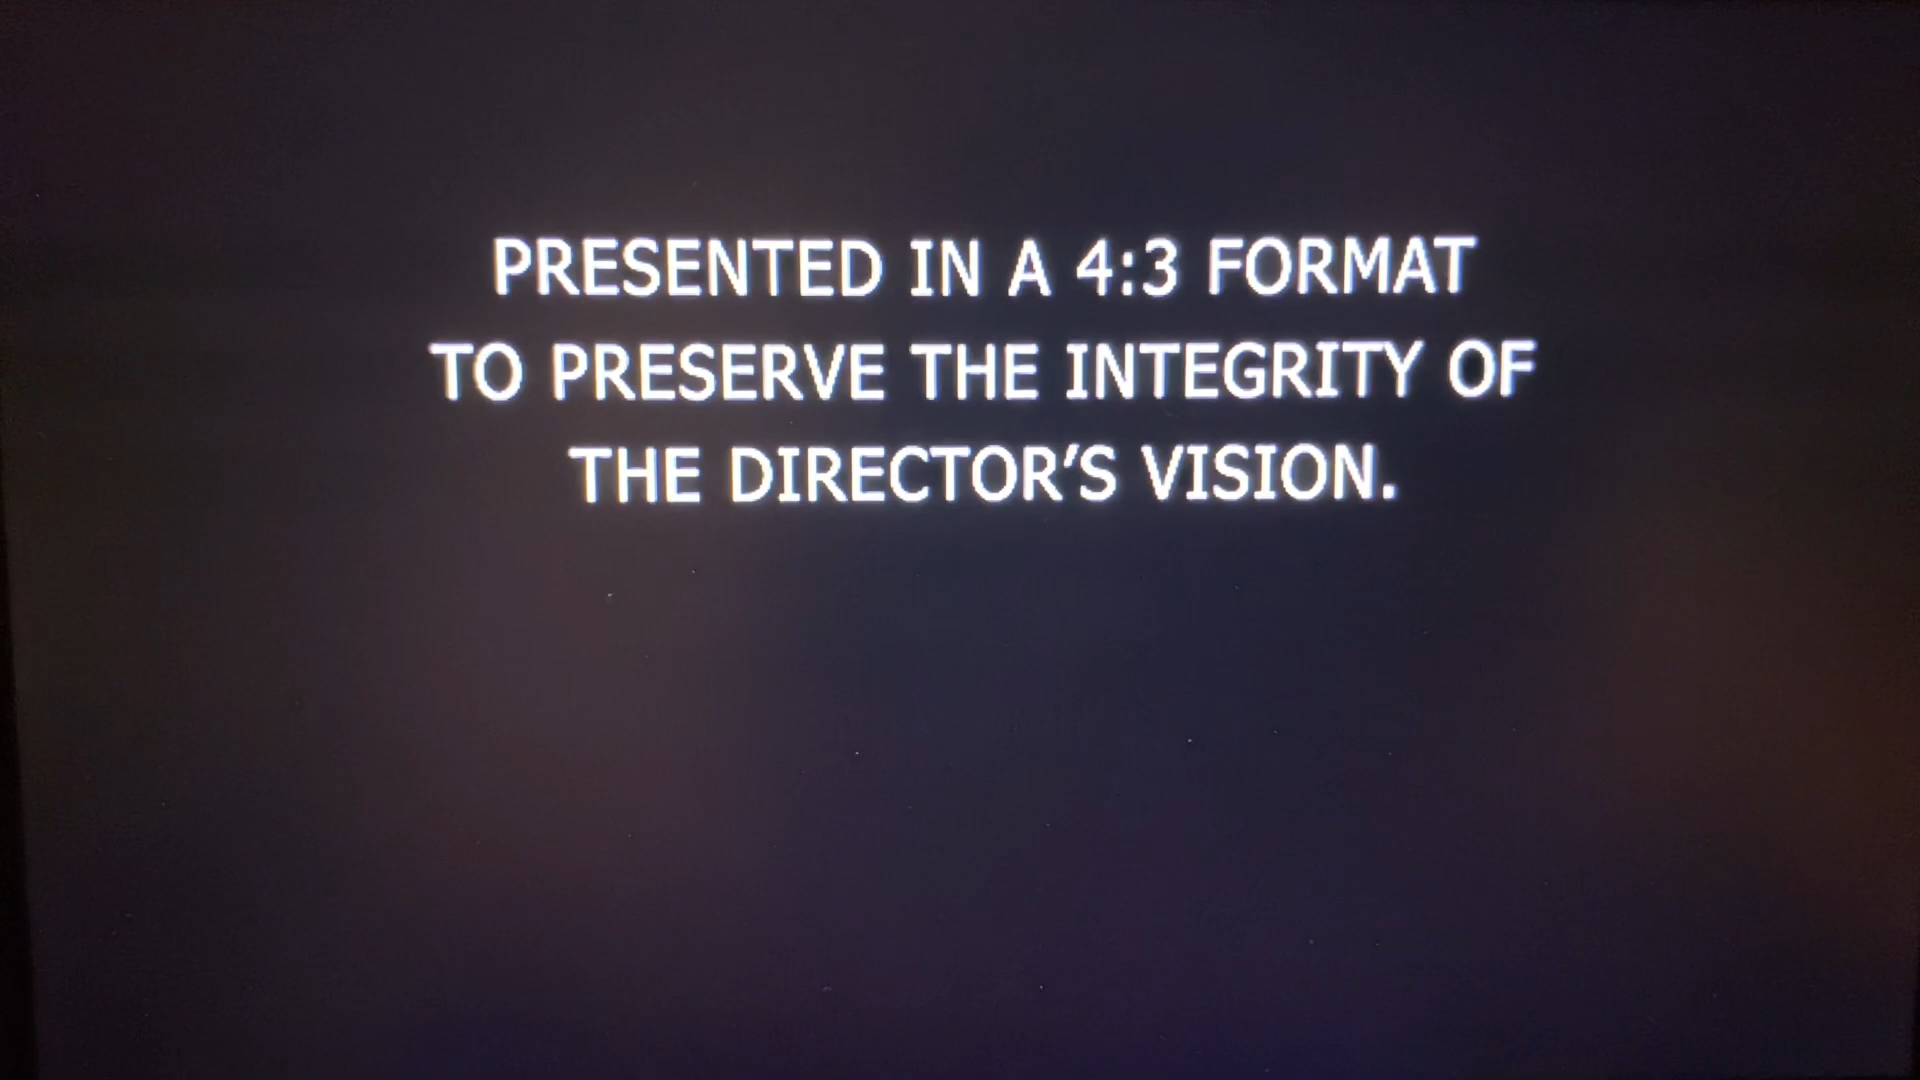 PRESENTED IN A 4:3 FORMAT
TO PRESERVE THE INTEGRITY OF
THE DIRECTOR'S VISION.